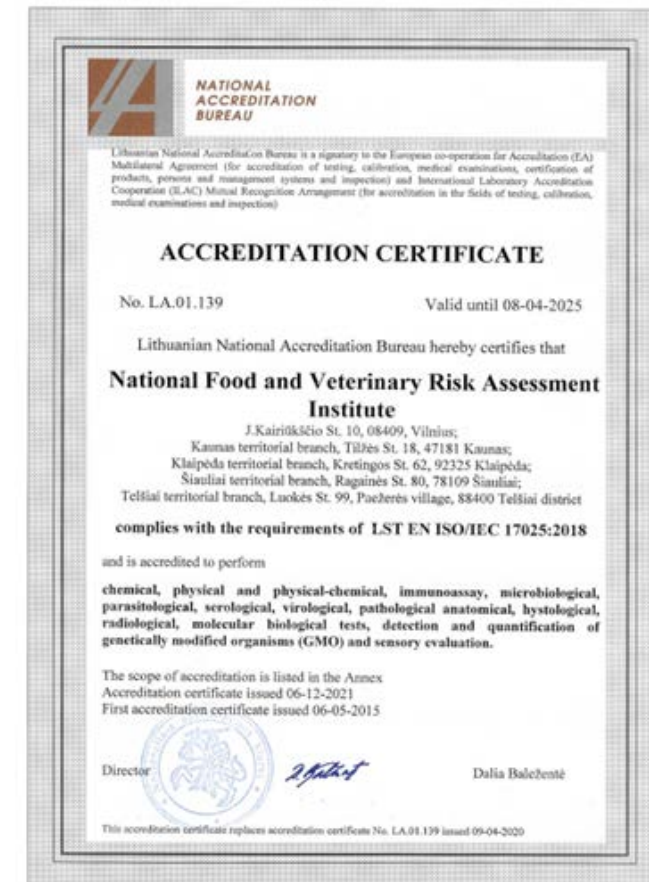 NATIONAL
ACCREDITATION
BUREAU
Lithuanian National Accreditation Bureau is a signatory to the European co-operation for Accreditation (EA)
Multilateral Agreement (for accreditation of testing, calibration, medical examinations, certification of
products, persons and management systems and inspection) and International Laboratory Accreditation
Cooperation (ILAC) Mutual Recognition Arrangement (for accreditation in the fields of testing, calibration,
medical examinations and inspection)
ACCREDITATION CERTIFICATE
No. LA.01.139 Valid until 08-04-2025
Lithuanian National Accreditation Bureau hereby certifies that
National Food and Veterinary Risk Assessment
Institute
J.Kairiūkščio St. 10, 08409, Vilnius;
Kaunas territorial branch, Tilžės St. 18, 47181 Kaunas;
Klaipėda territorial branch, Kretingos St. 62, 92325 Klaipėda;
Šiauliai territorial branch, Ragainės St. 80, 78109 Šiauliai;
Telšiai territorial branch, Luokės St. 99, Paežerės village, 88400 Telšiai district
complies with the requirements of LST EN ISO/IEC 17025:2018
and is accredited to perform
chemical, physical and physical-chemical, immunoassay, microbiological,
parasitological, serological, virological, pathological anatomical, hystological,
radiological, molecular biological tests, detection and quantification of
genetically modified organisms (GMO) and sensory evaluation.
The scope of accreditation is listed in the Annex
Accreditation certificate issued 06-12-2021
First accreditation certificate issued 06-05-2015
Director Dalia Baležentė
This accreditation certificate replaces accreditation certificate No. LA.01.139 issued 09-04-2020